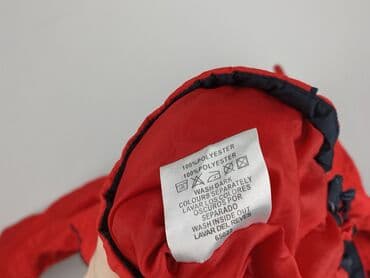 100%POLYESTER
100%POLYESTER
WASH DARK
COLOURS SEPARATELY
LAVAR LOS COLORES
OSCUROS POR
SEPARADO
WASH INSIDE OUT
LAVAR DEL REVES